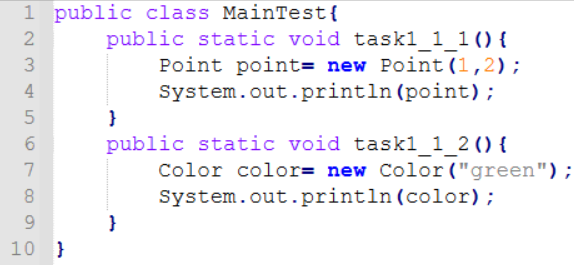 1 public class MainTest{
2 public static void task1_1_1(){
3 Point point= new Point(1,2);
4 System.out.println(point);
5 }
6 public static void task1_1_2(){
7 Color color= new Color("green");
8 System.out.println(color);
9 }
10 }